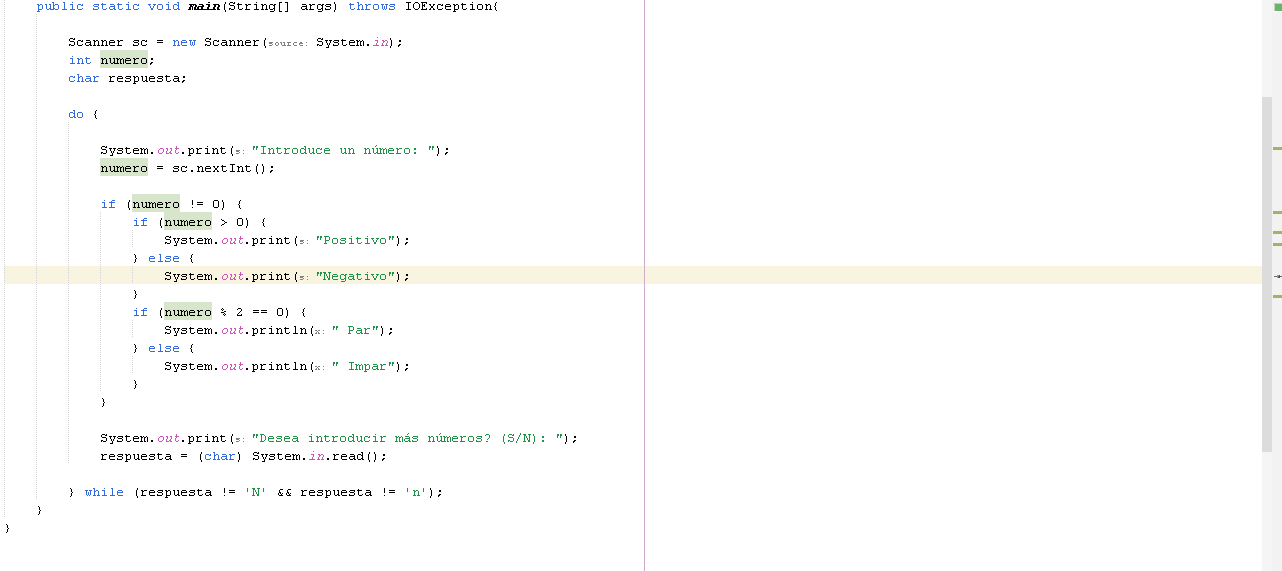 public static void main(String[] args) throws IOException{
Scanner sc = new Scanner(source: System.in);
int numero;
char respuesta;
do {
System.out.print(s: "Introduce un número: ");
numero = sc.nextInt();
if (numero != 0) {
if (numero > 0) {
System.out.print(s: "Positivo");
} else {
System.out.print(s: "Negativo");
}
if (numero % 2 == 0) {
System.out.println(x: " Par");
} else {
System.out.println(x: " Impar");
}
}
System.out.print(s: "Desea introducir más números? (S/N): ");
respuesta = (char) System.in.read();
} while (respuesta != 'N' && respuesta != 'n');
}
}